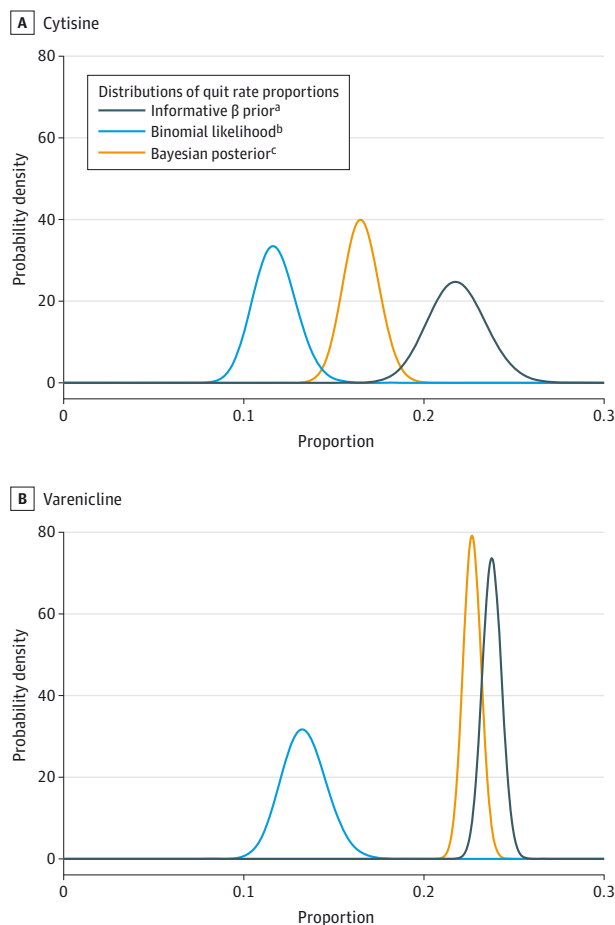 A Cytisine
80
60
40
20
0
Probability density
Distributions of quit rate proportions
Informative β priorᵃ
Binomial likelihoodᵇ
Bayesian posteriorᶜ
0 0.1 0.2 0.3
Proportion
B Varenicline
80
60
40
20
0
Probability density
0 0.1 0.2 0.3
Proportion